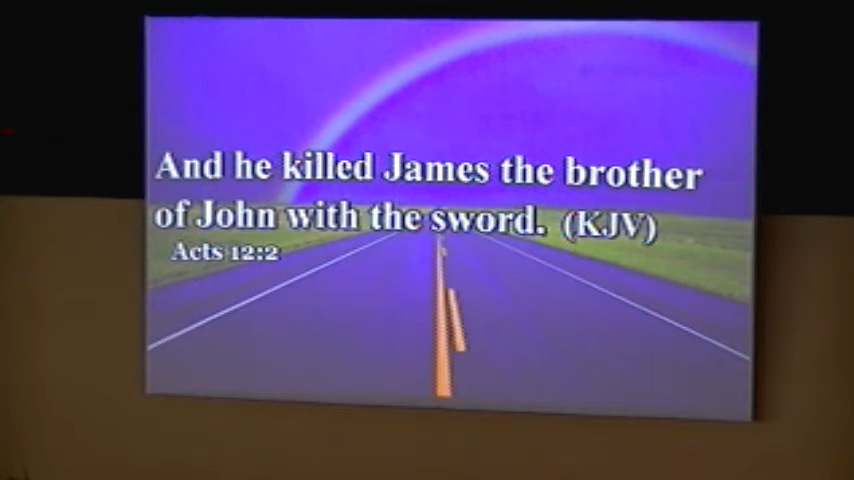 And he killed James the brother
of John with the sword. (KJV)
Acts 12:2